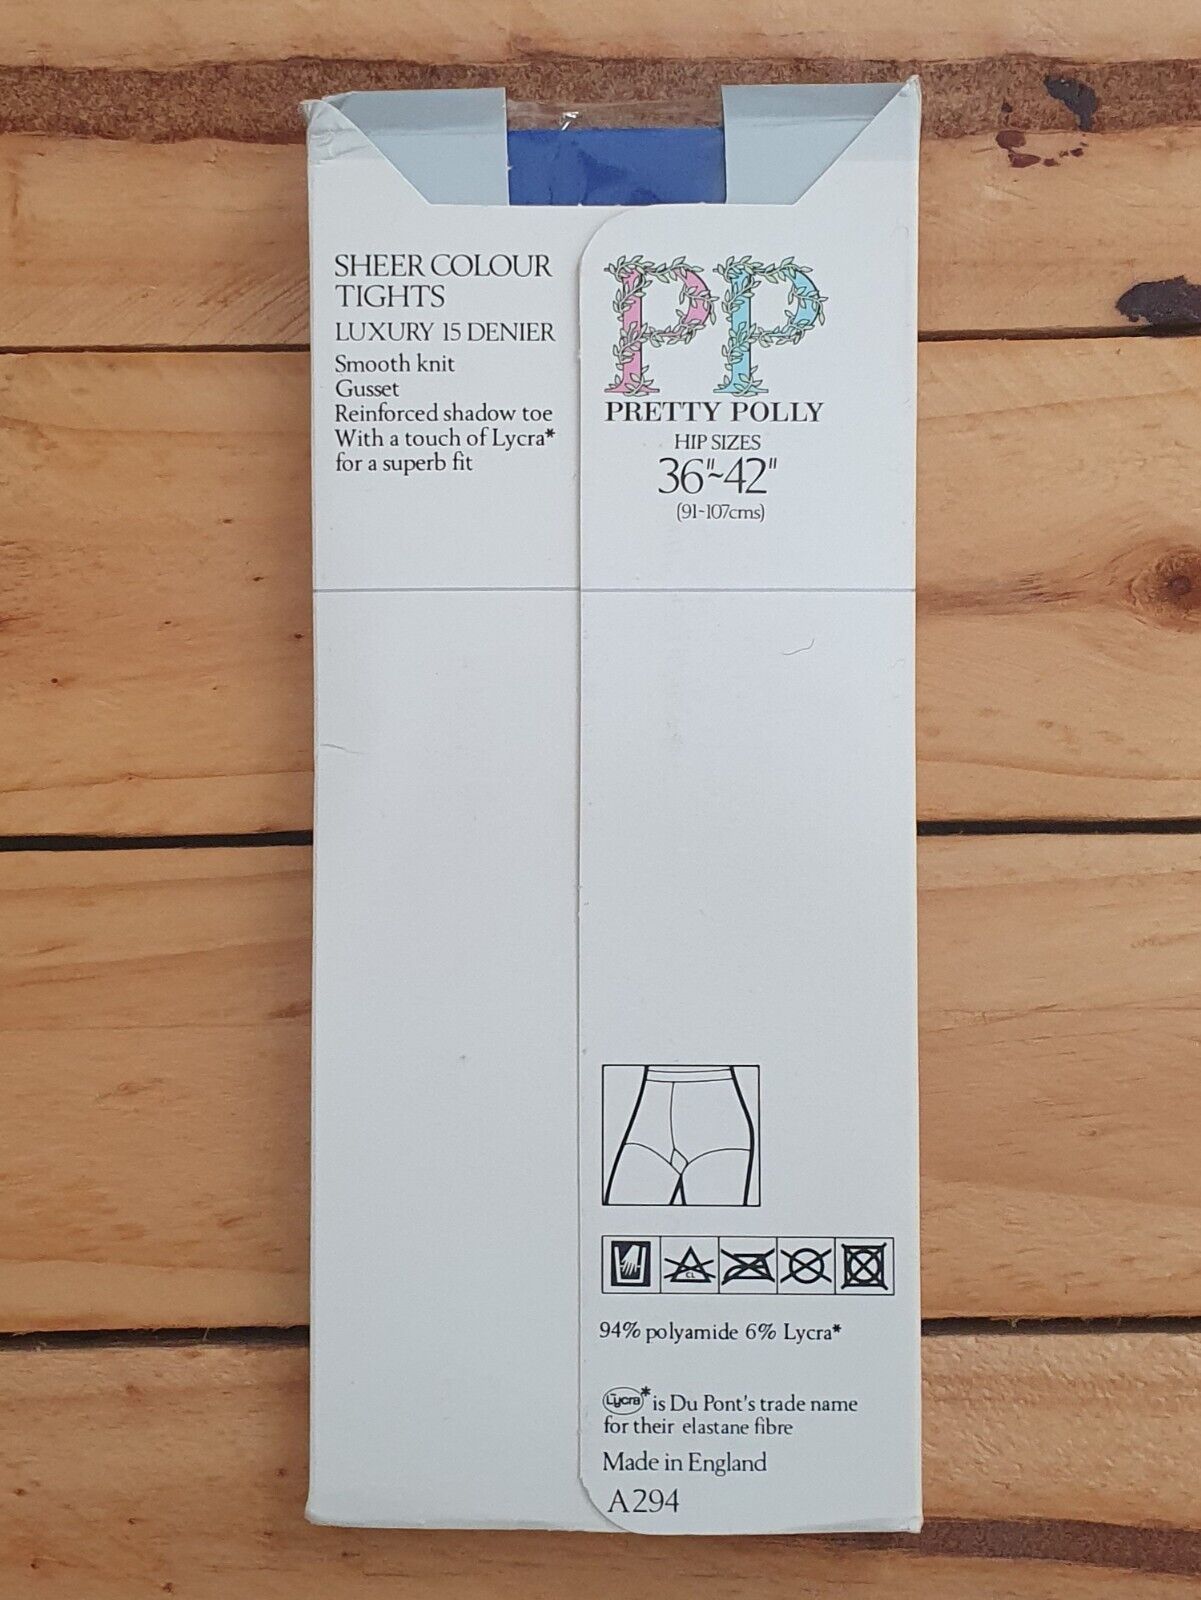 SHEER COLOUR
TIGHTS
LUXURY 15 DENIER
Smooth knit
Gusset
Reinforced shadow toe
With a touch of Lycra*
for a superb fit
PP
PRETTY POLLY
HIP SIZES
36"~42"
(91-107cms)
CL
94% polyamide 6% Lycra*
Lycra* is Du Pont's trade name
for their elastane fibre
Made in England
A294